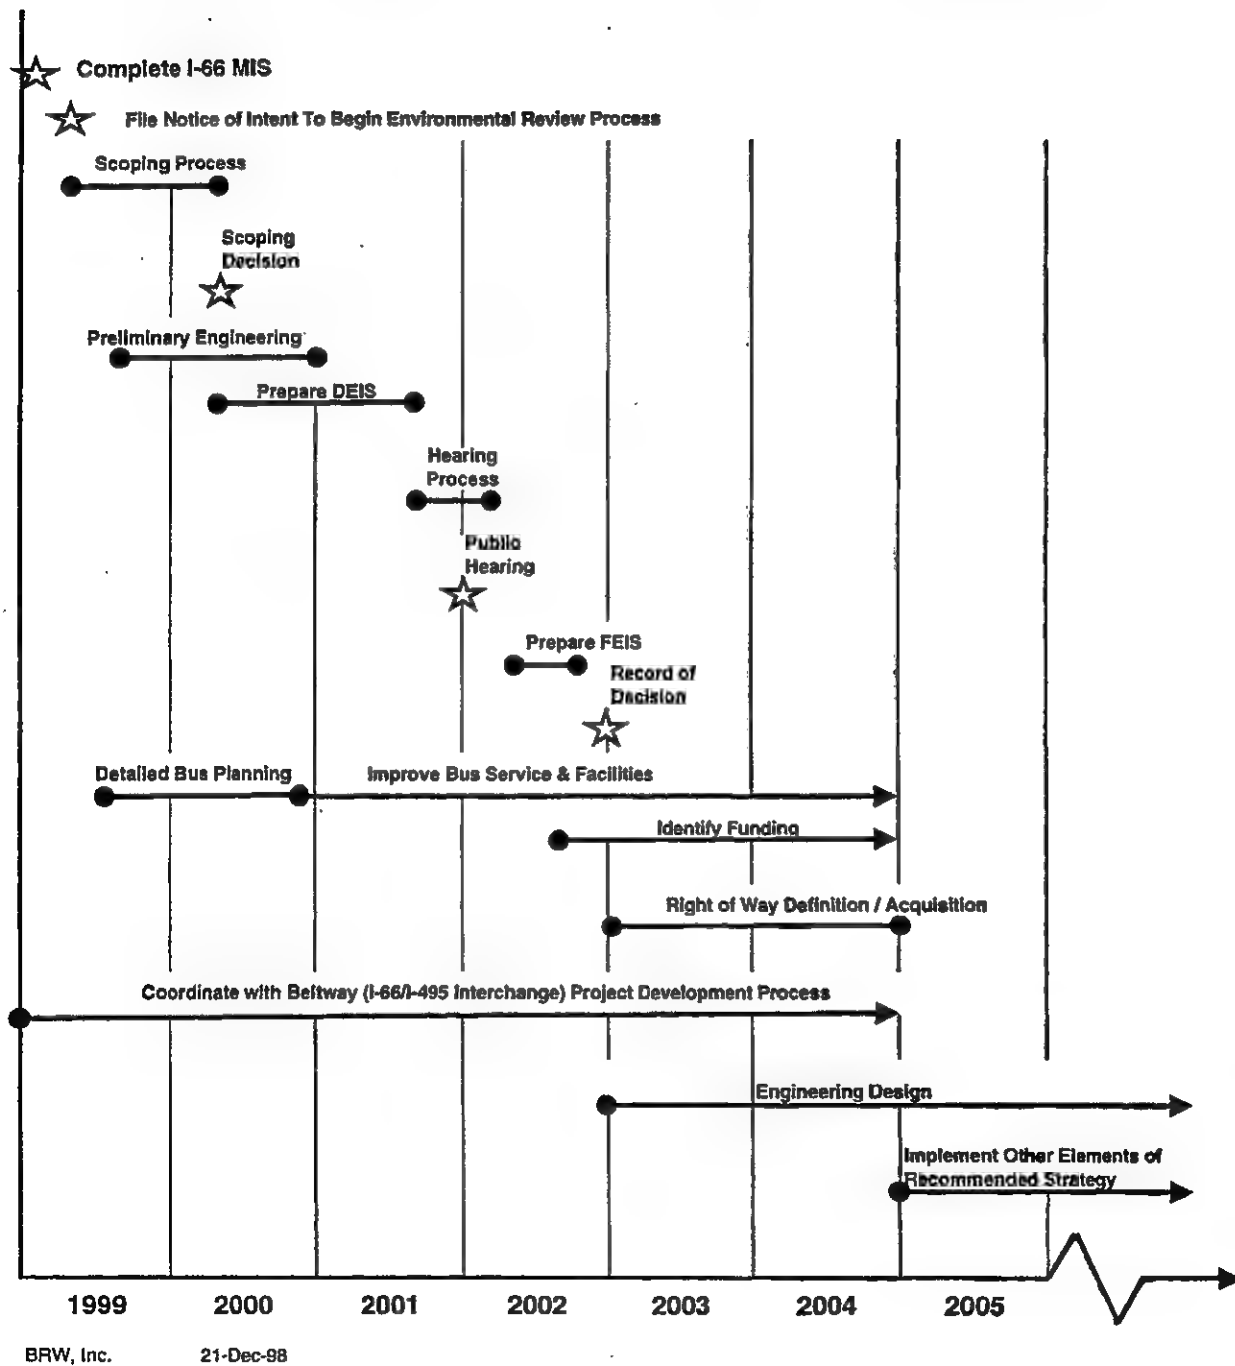 Complete I-66 MIS
File Notice of Intent To Begin Environmental Review Process
Scoping Process
Scoping
Decision
Preliminary Engineering
Prepare DEIS
Hearing
Process
Public
Hearing
Prepare FEIS
Record of
Decision
Detailed Bus Planning
Improve Bus Service & Facilities
Identify Funding
Right of Way Definition / Acquisition
Coordinate with Beltway (I-66/I-495 Interchange) Project Development Process
Engineering Design
Implement Other Elements of
Recommended Strategy
1999 2000 2001 2002 2003 2004 2005
BRW, Inc. 21-Dec-98